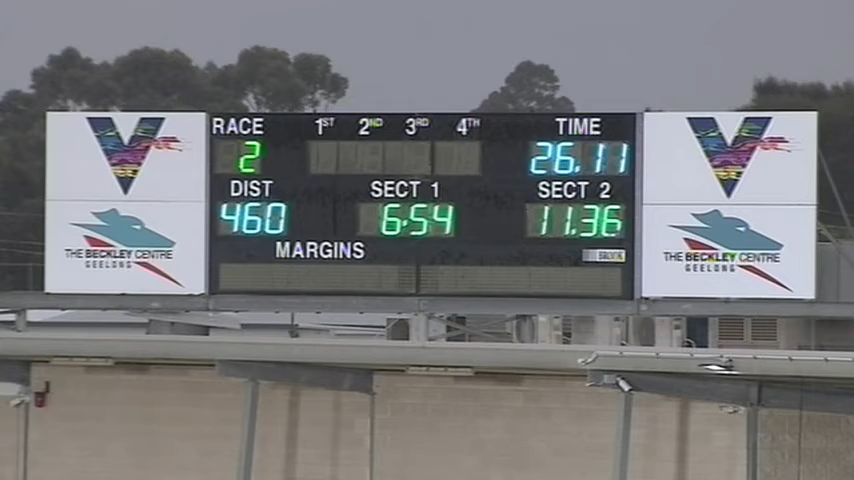 RACE 1ST 2ND 3RD 4TH TIME
2 26.11
DIST SECT 1 SECT 2
460 6.54 11.36
MARGINS
V
THE BECKLEY CENTRE
GEELONG
V
THE BECKLEY CENTRE
GEELONG